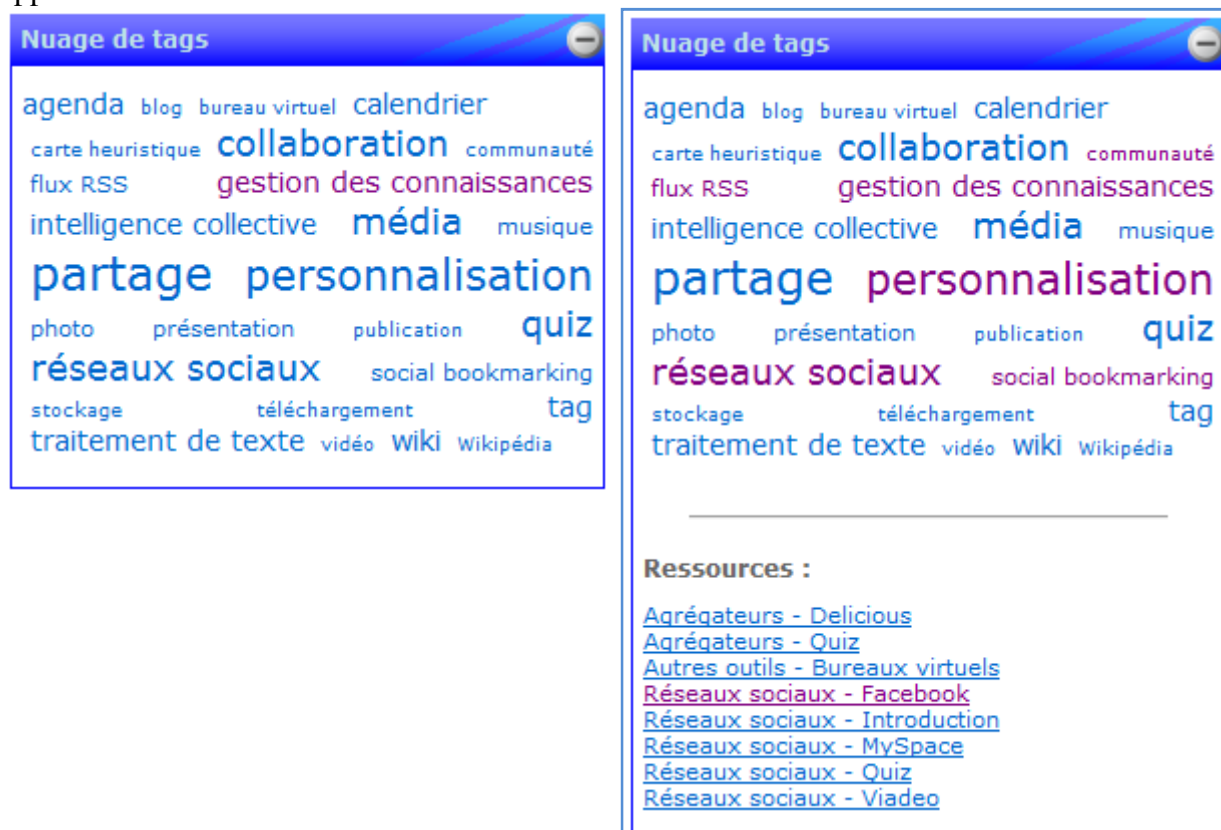 Nuage de tags
agenda blog bureau virtuel calendrier
carte heuristique collaboration communauté
flux RSS gestion des connaissances
intelligence collective média musique
partage personnalisation
photo présentation publication quiz
réseaux sociaux social bookmarking
stockage téléchargement tag
traitement de texte vidéo wiki Wikipédia
Nuage de tags
agenda blog bureau virtuel calendrier
carte heuristique collaboration communauté
flux RSS gestion des connaissances
intelligence collective média musique
partage personnalisation
photo présentation publication quiz
réseaux sociaux social bookmarking
stockage téléchargement tag
traitement de texte vidéo wiki Wikipédia
Ressources :
Agrégateurs - Delicious
Agrégateurs - Quiz
Autres outils - Bureaux virtuels
Réseaux sociaux - Facebook
Réseaux sociaux - Introduction
Réseaux sociaux - MySpace
Réseaux sociaux - Quiz
Réseaux sociaux - Viadeo